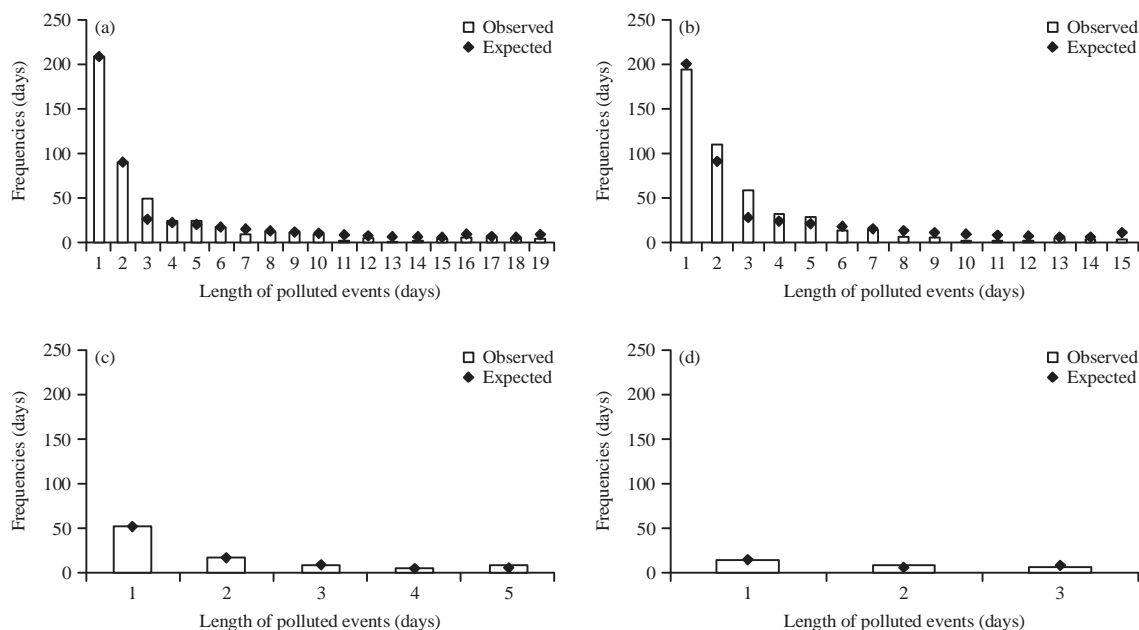 (a)
Observed
Expected
Frequencies (days)
250
200
150
100
50
0
1 2 3 4 5 6 7 8 9 10 11 12 13 14 15 16 17 18 19
Length of polluted events (days)
(b)
Observed
Expected
Frequencies (days)
250
200
150
100
50
0
1 2 3 4 5 6 7 8 9 10 11 12 13 14 15
Length of polluted events (days)
(c)
Observed
Expected
Frequencies (days)
250
200
150
100
50
0
1 2 3 4 5
Length of polluted events (days)
(d)
Observed
Expected
Frequencies (days)
250
200
150
100
50
0
1 2 3
Length of polluted events (days)